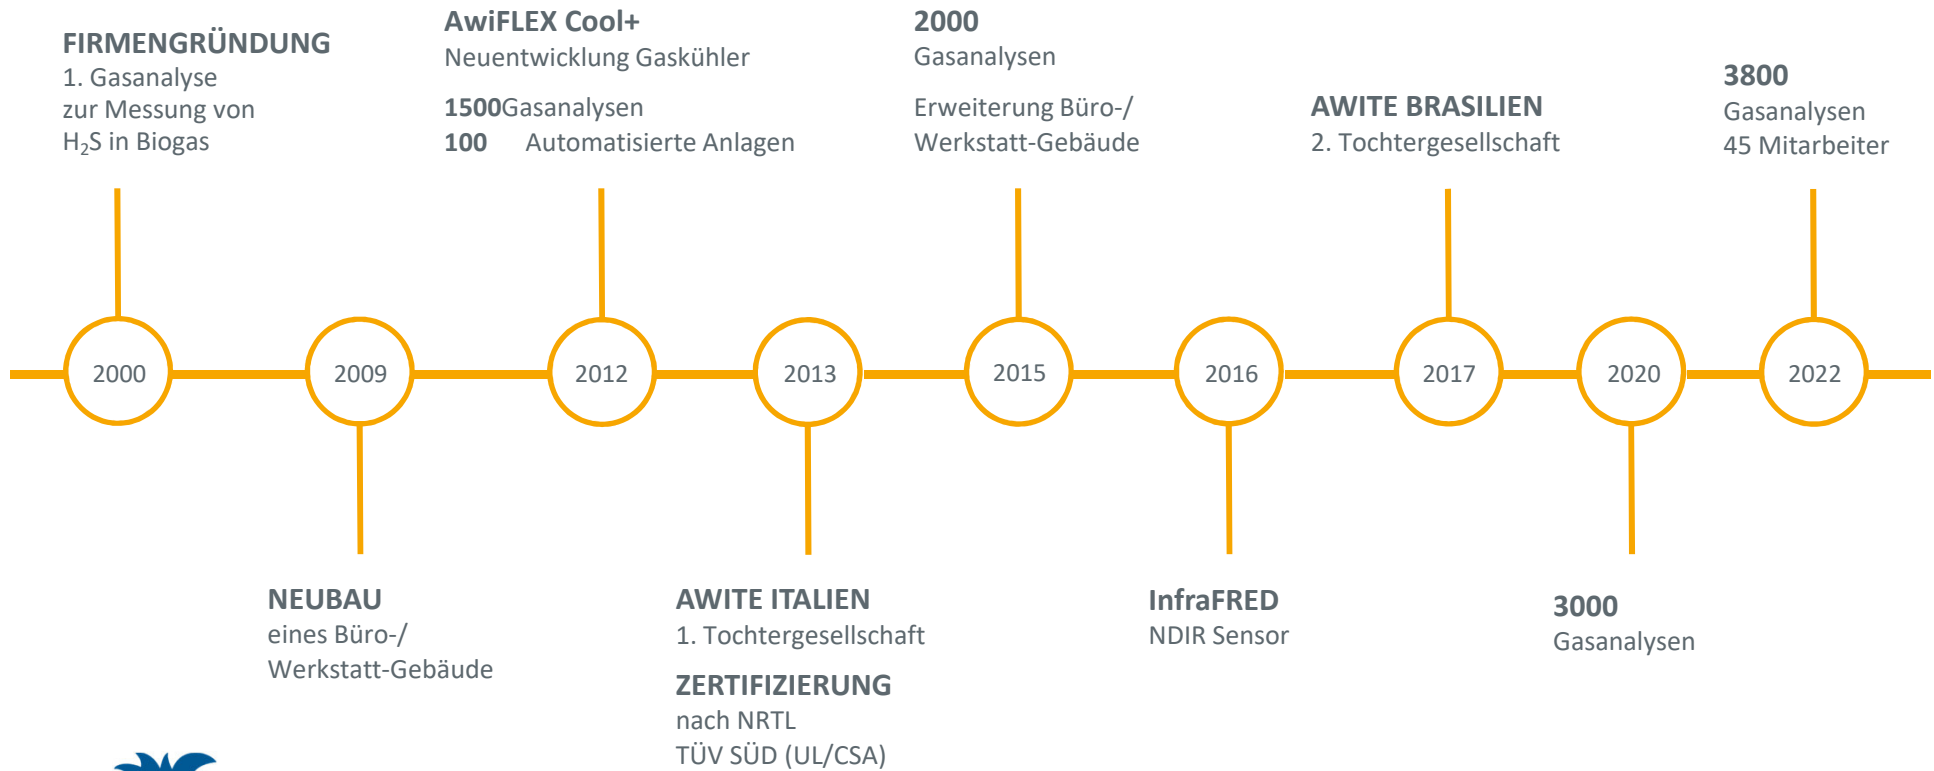 FIRMENGRÜNDUNG
1. Gasanalyse
zur Messung von
H₂S in Biogas
AwiFLEX Cool+
Neuentwicklung Gaskühler
1500Gasanalysen
100 Automatisierte Anlagen
2000
Gasanalysen
Erweiterung Büro-/
Werkstatt-Gebäude
AWITE BRASILIEN
2. Tochtergesellschaft
3800
Gasanalysen
45 Mitarbeiter
2000
2009
2012
2013
2015
2016
2017
2020
2022
NEUBAU
eines Büro-/
Werkstatt-Gebäude
AWITE ITALIEN
1. Tochtergesellschaft
ZERTIFIZIERUNG
nach NRTL
TÜV SÜD (UL/CSA)
InfraFRED
NDIR Sensor
3000
Gasanalysen